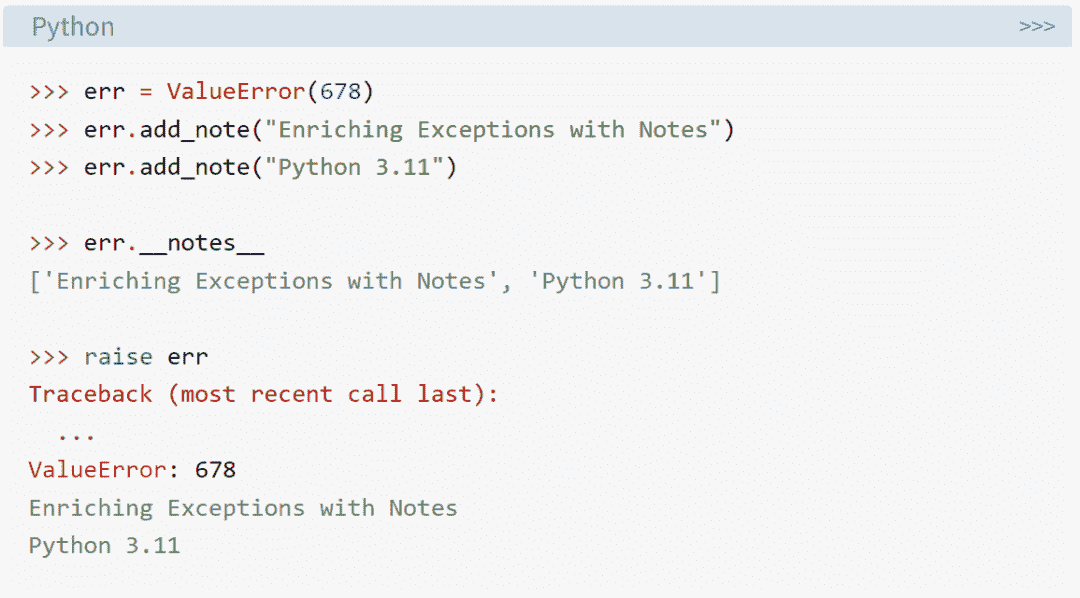 Python >>>
>>> err = ValueError(678)
>>> err.add_note("Enriching Exceptions with Notes")
>>> err.add_note("Python 3.11")
>>> err.__notes__
['Enriching Exceptions with Notes', 'Python 3.11']
>>> raise err
Traceback (most recent call last):
  ...
ValueError: 678
Enriching Exceptions with Notes
Python 3.11